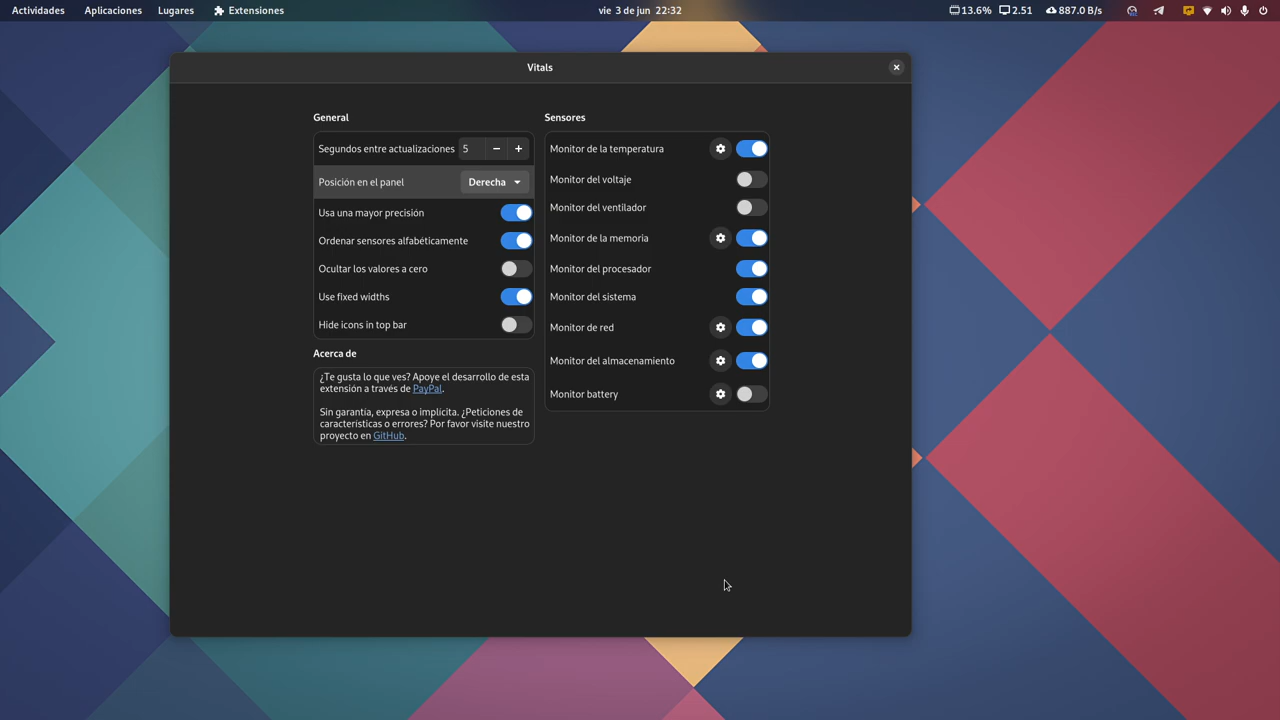 Actividades Aplicaciones Lugares Extensiones vie 3 de jun 22:32 13.6% 2.51 887.0 B/s
Vitals
General
Segundos entre actualizaciones 5 − +
Posición en el panel Derecha
Usa una mayor precisión
Ordenar sensores alfabéticamente
Ocultar los valores a cero
Use fixed widths
Hide icons in top bar
Acerca de
¿Te gusta lo que ves? Apoye el desarrollo de esta
extensión a través de PayPal.
Sin garantía, expresa o implícita. ¿Peticiones de
características o errores? Por favor visite nuestro
proyecto en GitHub.
Sensores
Monitor de la temperatura
Monitor del voltaje
Monitor del ventilador
Monitor de la memoria
Monitor del procesador
Monitor del sistema
Monitor de red
Monitor del almacenamiento
Monitor battery